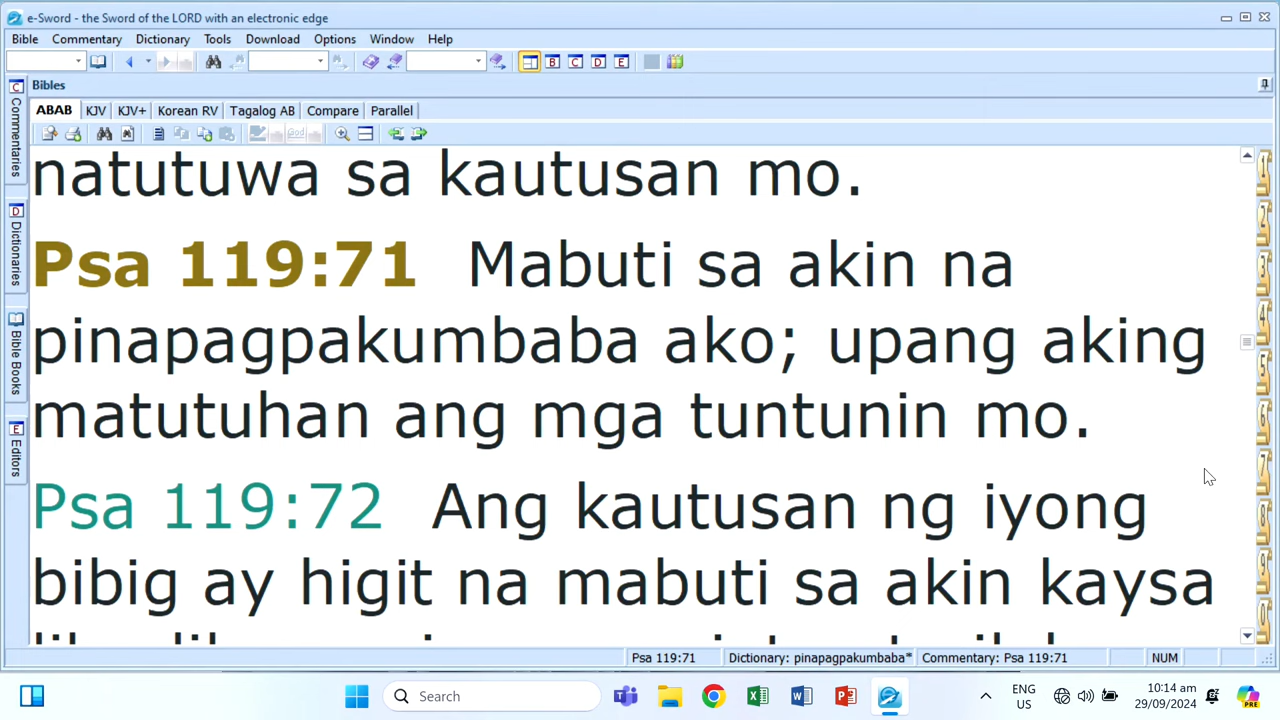 e-Sword - the Sword of the LORD with an electronic edge
Bible Commentary Dictionary Tools Download Options Window Help
B C D E
Bibles
ABAB KJV KJV+ Korean RV Tagalog AB Compare Parallel
C Commentaries
D Dictionaries
Bible Books
E Editors
natutuwa sa kautusan mo.
Psa 119:71 Mabuti sa akin na
pinapagpakumbaba ako; upang aking
matutuhan ang mga tuntunin mo.
Psa 119:72 Ang kautusan ng iyong
bibig ay higit na mabuti sa akin kaysa
Psa 119:71 Dictionary: pinapagpakumbaba* Commentary: Psa 119:71 NUM
Search
ENG
US
10:14 am
29/09/2024
PRE